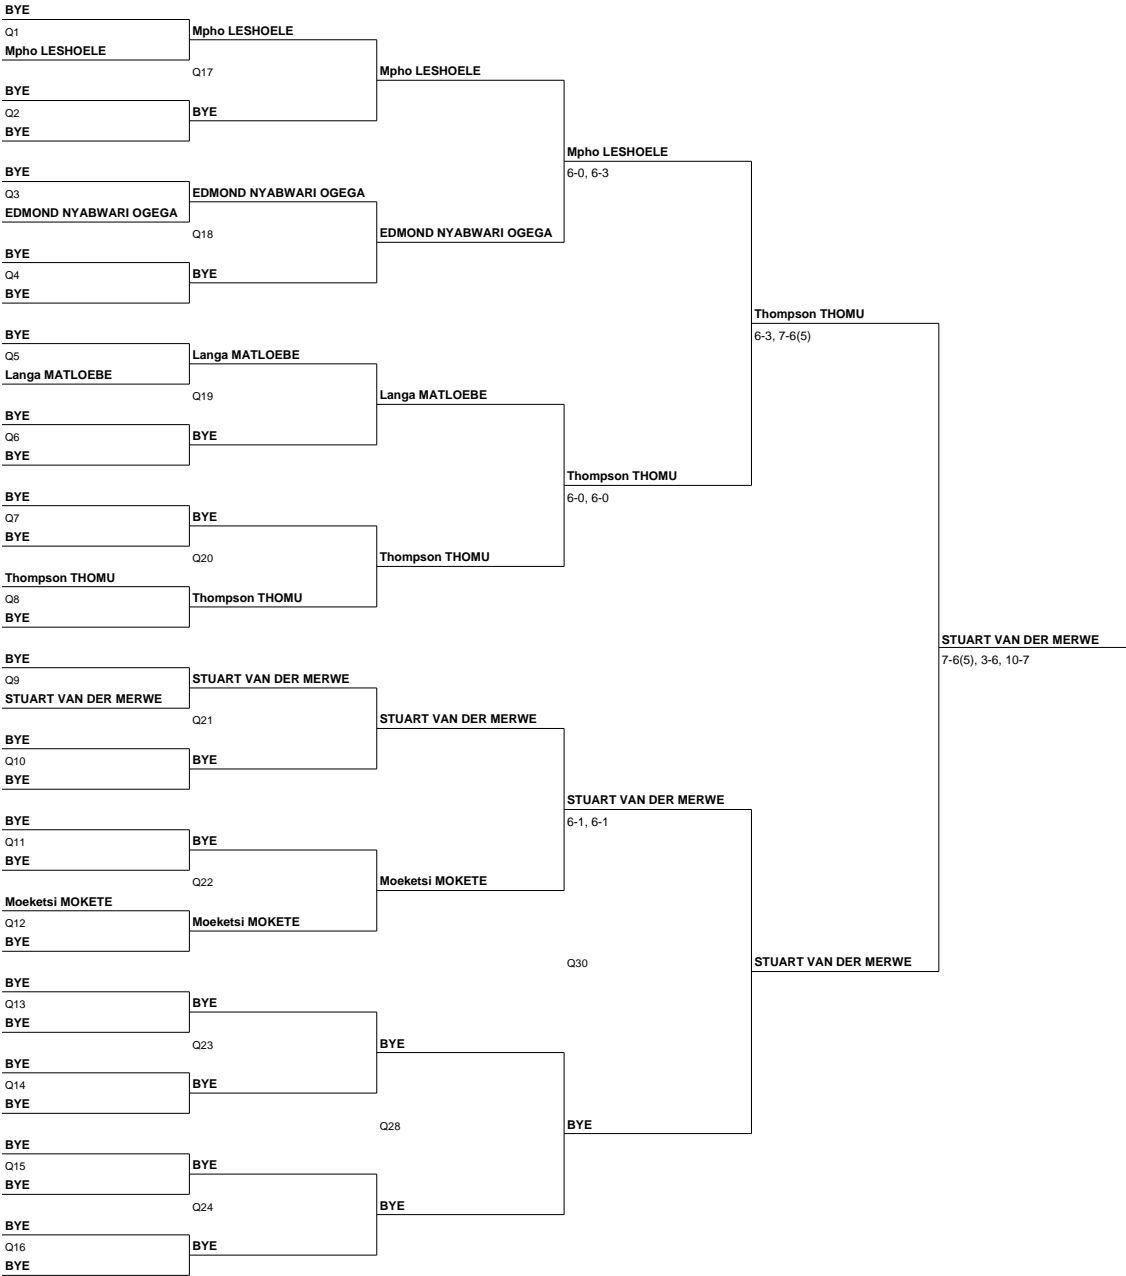 BYE
Q1
Mpho LESHOELE
BYE
Q2
BYE
BYE
Q3
EDMOND NYABWARI OGEGA
BYE
Q4
BYE
BYE
Q5
Langa MATLOEBE
BYE
Q6
BYE
BYE
Q7
BYE
Thompson THOMU
Q8
BYE
BYE
Q9
STUART VAN DER MERWE
BYE
Q10
BYE
BYE
Q11
BYE
Moeketsi MOKETE
Q12
BYE
BYE
Q13
BYE
BYE
Q14
BYE
BYE
Q15
BYE
BYE
Q16
BYE
Mpho LESHOELE
Q17
BYE
EDMOND NYABWARI OGEGA
Q18
BYE
Langa MATLOEBE
Q19
BYE
BYE
Q20
Thompson THOMU
STUART VAN DER MERWE
Q21
BYE
BYE
Q22
Moeketsi MOKETE
BYE
Q23
BYE
BYE
Q24
BYE
Mpho LESHOELE
EDMOND NYABWARI OGEGA
Langa MATLOEBE
Thompson THOMU
STUART VAN DER MERWE
Moeketsi MOKETE
BYE
Q28
BYE
Mpho LESHOELE
6-0, 6-3
Thompson THOMU
6-0, 6-0
STUART VAN DER MERWE
6-1, 6-1
Q30
BYE
Thompson THOMU
6-3, 7-6(5)
STUART VAN DER MERWE
STUART VAN DER MERWE
7-6(5), 3-6, 10-7